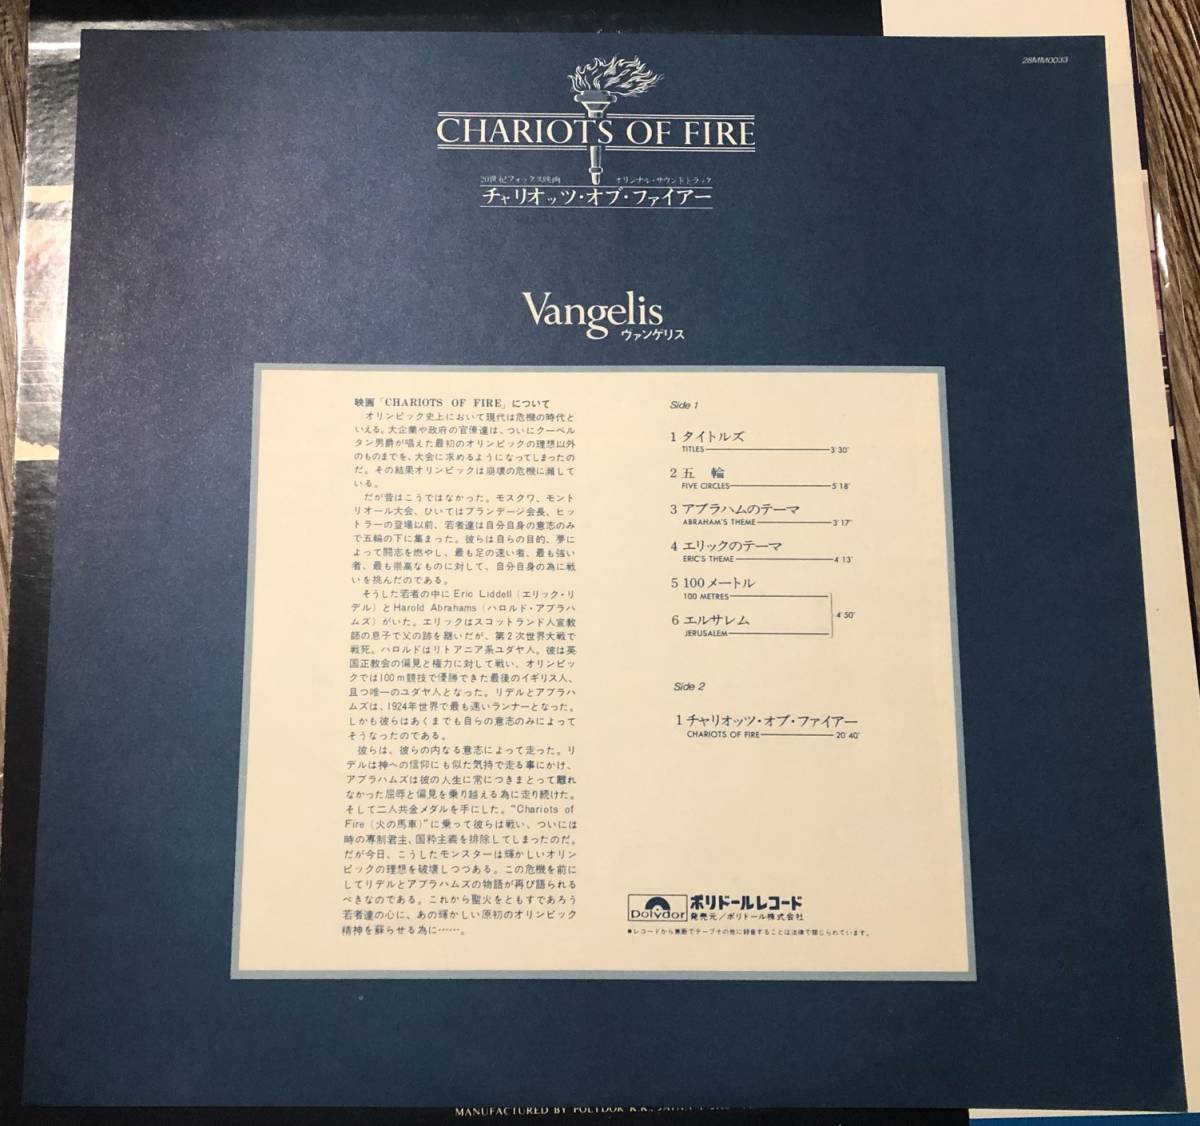 28MM0033
CHARIOTS OF FIRE
20世紀フォックス映画 オリジナル・サウンドトラック
チャリオッツ・オブ・ファイアー
Vangelis
ヴァンゲリス
映画「CHARIOTS OF FIRE」について
オリンピック史上において現代は危機の時代と
いえる。大企業や政府の官僚達は、ついにクーベル
タン男爵が唱えた最初のオリンピックの理想以外
のものまでを、大会に求めるようになってしまったの
だ。その結果オリンピックは崩壊の危機に瀕して
いる。
だが昔はこうではなかった。モスクワ、モント
リオール大会、ひいてはブランデージ会長、ヒッ
トラーの登場以前、若者達は自分自身の意志のみ
で五輪の下に集まった。彼らは自らの目的、夢に
よって闘志を燃やし、最も足の速い者、最も強い
者、最も崇高なものに対して、自分自身の為に戦
いを挑んだのである。
そうした若者の中にEric Liddell(エリック・リ
デル)とHarold Abrahams(ハロルド・アブラハ
ムズ)がいた。エリックはスコットランド人宣教
師の息子で父の跡を継いだが、第2次世界大戦で
戦死。ハロルドはリトアニア系ユダヤ人。彼は英
国正教会の偏見と権力に対して戦い、オリンピッ
クでは100m競技で優勝できた最後のイギリス人、
且つ唯一のユダヤ人となった。リデルとアブラハ
ムズは、1924年世界で最も速いランナーとなった。
しかも彼らはあくまでも自らの意志のみによって
そうなったのである。
彼らは、彼らの内なる意志によって走った。リ
デルは神への信仰にも似た気持で走る事にかけ、
アブラハムズは彼の人生に常につきまとって離れ
なかった屈辱と偏見を乗り越える為に走り続けた。
そして二人共金メダルを手にした。"Chariots of
Fire(火の馬車)"に乗って彼らは戦い、ついには
時の専制君主、国粋主義を排除してしまったのだ。
だが今日、こうしたモンスターは輝かしいオリン
ピックの理想を破壊しつつある。この危機を前に
してリデルとアブラハムズの物語が再び語られる
べきなのである。これから聖火をともすであろう
若者達の心に、あの輝かしい原初のオリンピック
精神を蘇らせる為に……。
Side 1
1 タイトルズ
TITLES 3'30"
2 五 輪
FIVE CIRCLES 5'18"
3 アブラハムのテーマ
ABRAHAM'S THEME 3'17"
4 エリックのテーマ
ERIC'S THEME 4'13"
5 100メートル
100 METRES
4'50"
6 エルサレム
JERUSALEM
Side 2
1 チャリオッツ・オブ・ファイアー
CHARIOTS OF FIRE 20'40"
Polydor ポリドールレコード
発売元/ポリドール株式会社
●レコードから無断でテープその他に録音することは法律で禁じられています。
MANUFACTURED BY POLYDOR K.K., JAPAN